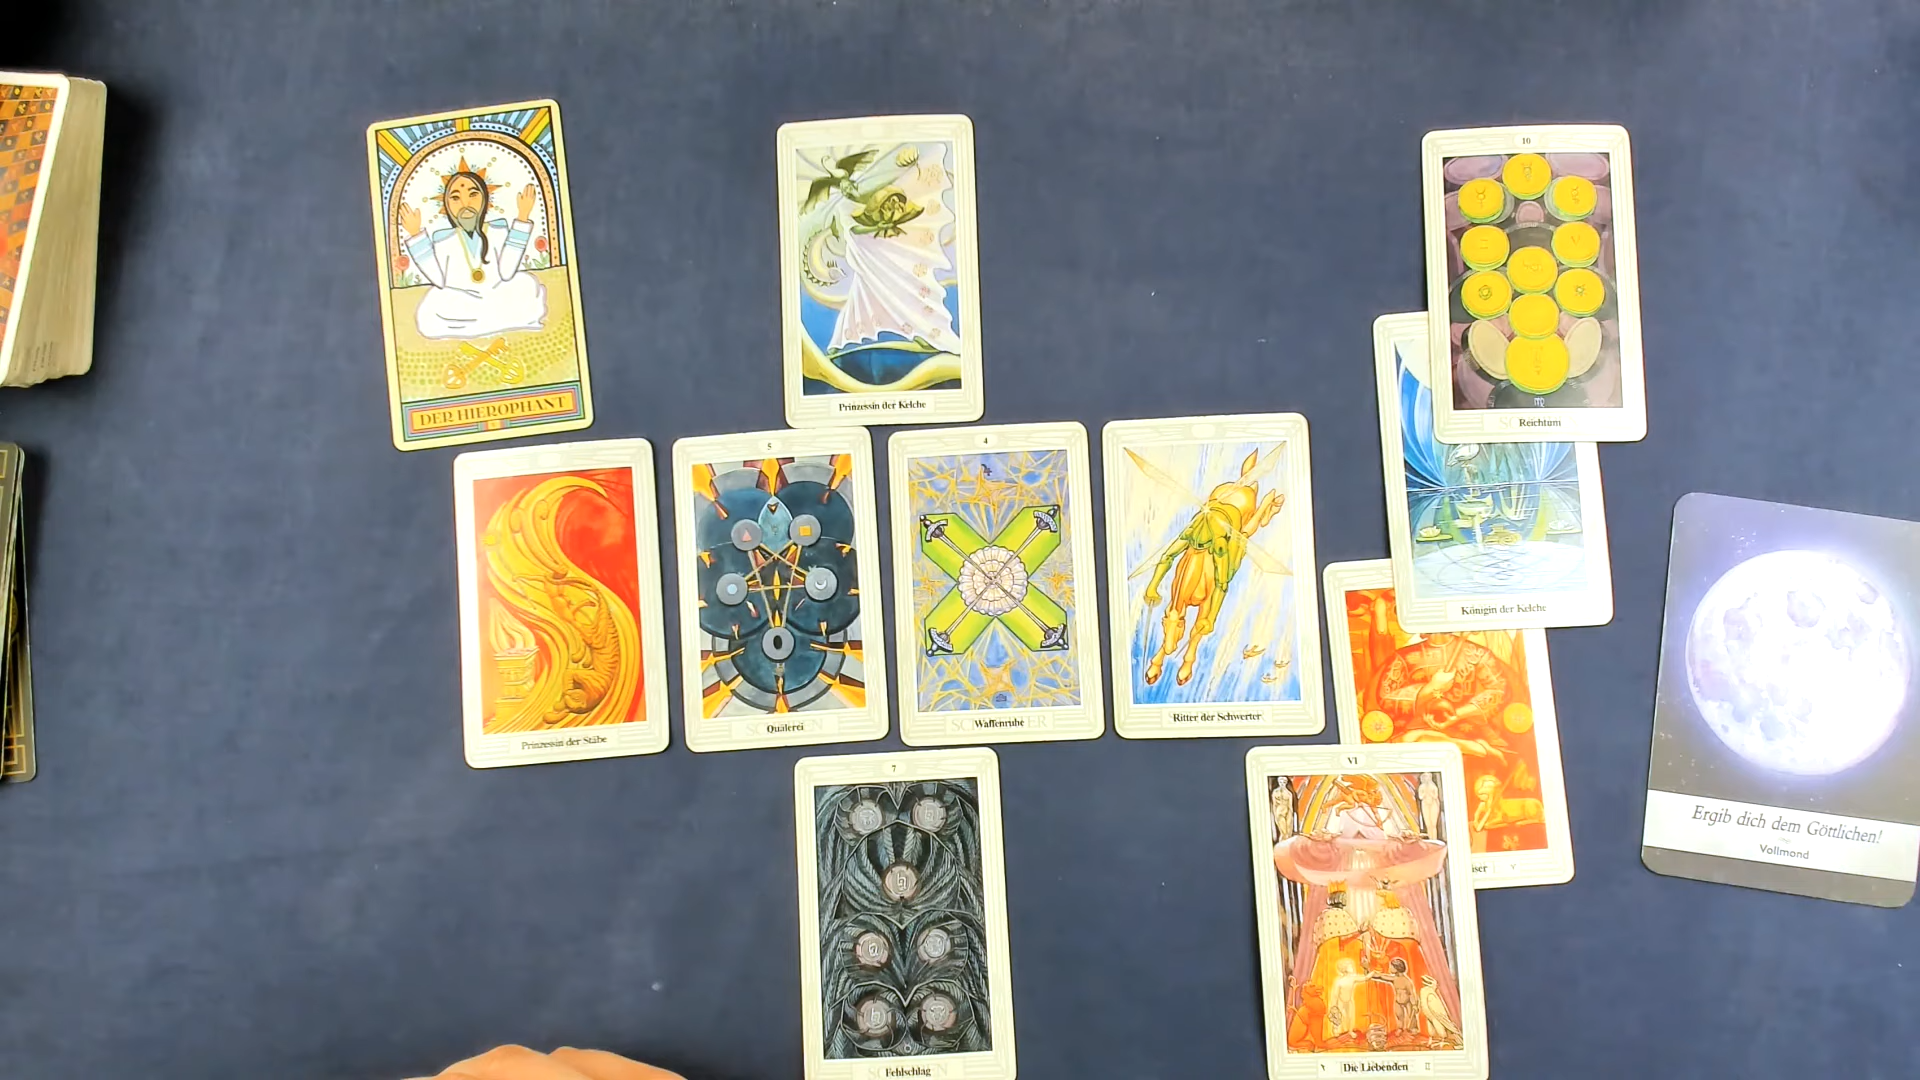 DER HIEROPHANT
Prinzessin der Kelche
10
Reichtum
Königin der Kelche
Prinzessin der Stäbe
5
Quälerei
4
Waffenruhe
Ritter der Schwerter
iser
Ergib dich dem Göttlichen!
Vollmond
7
Fehlschlag
VI
Die Liebenden